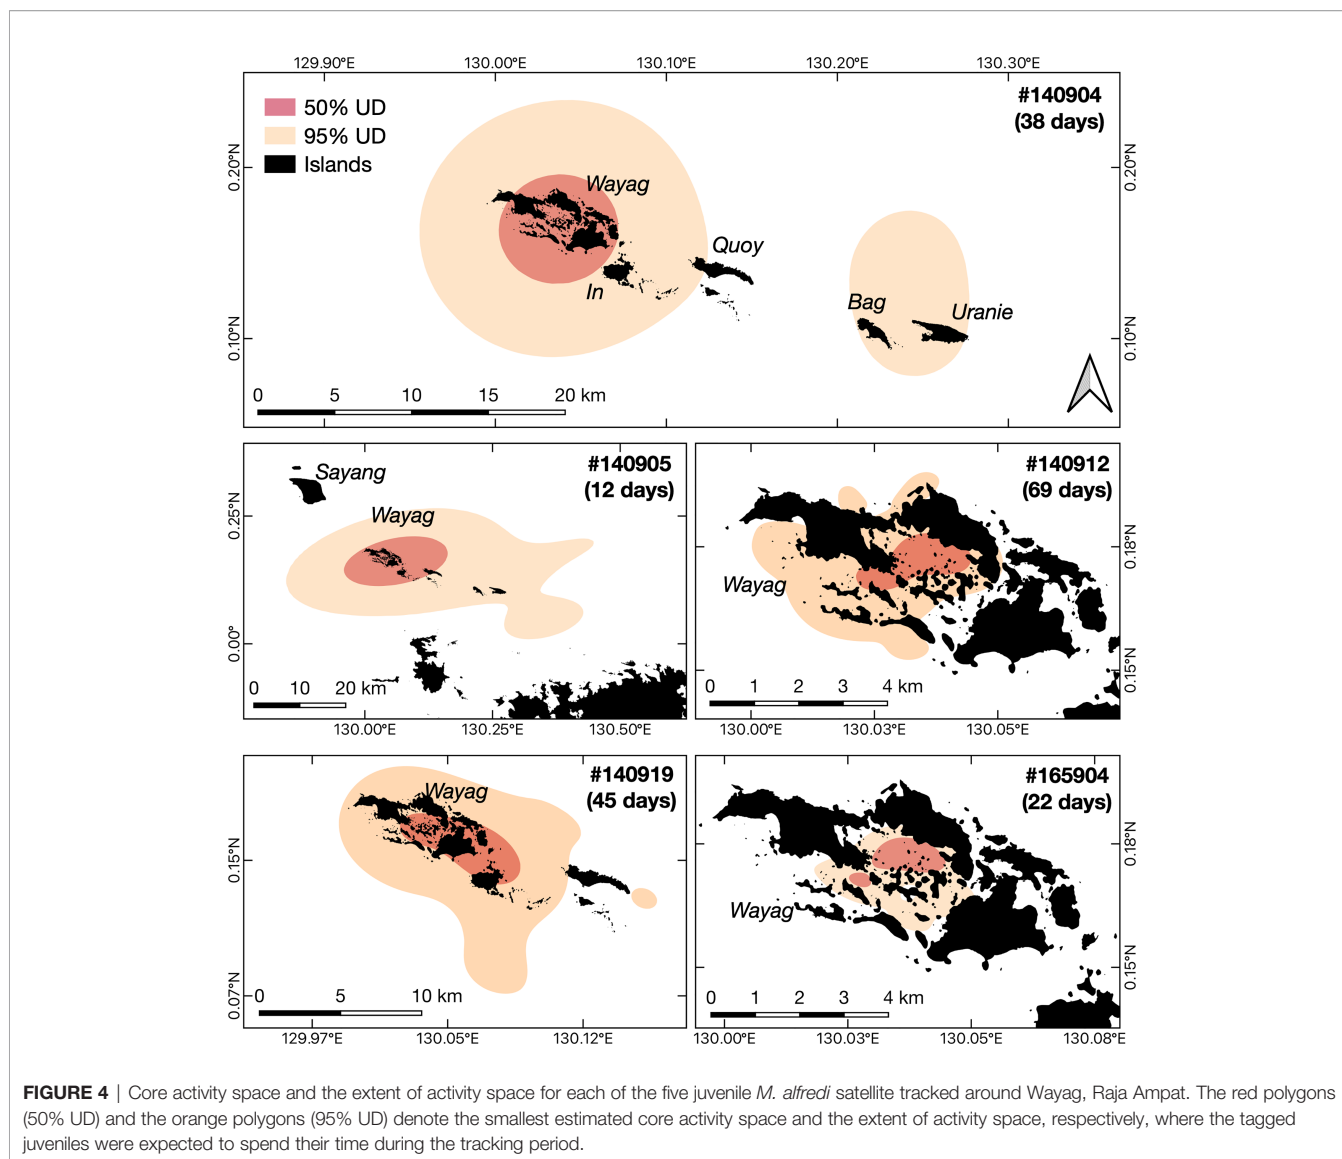 129.90°E 130.00°E 130.10°E 130.20°E 130.30°E
50% UD
95% UD
Islands
#140904
(38 days)
0.20°N
0.20°N
Wayag
Quoy
In
Bag
Uranie
0.10°N
0.10°N
0 5 10 15 20 km
Sayang
#140905
(12 days)
Wayag
0.25°N
0.00°
0 10 20 km
130.00°E 130.25°E 130.50°E
#140912
(69 days)
0.18°N
Wayag
0.15°N
0 1 2 3 4 km
130.00°E 130.03°E 130.05°E
#140919
(45 days)
Wayag
0.15°N
0.07°N
0 5 10 km
129.97°E 130.05°E 130.12°E
#165904
(22 days)
0.18°N
Wayag
0.15°N
0 1 2 3 4 km
130.00°E 130.03°E 130.05°E 130.08°E
FIGURE 4 | Core activity space and the extent of activity space for each of the five juvenile M. alfredi satellite tracked around Wayag, Raja Ampat. The red polygons
(50% UD) and the orange polygons (95% UD) denote the smallest estimated core activity space and the extent of activity space, respectively, where the tagged
juveniles were expected to spend their time during the tracking period.